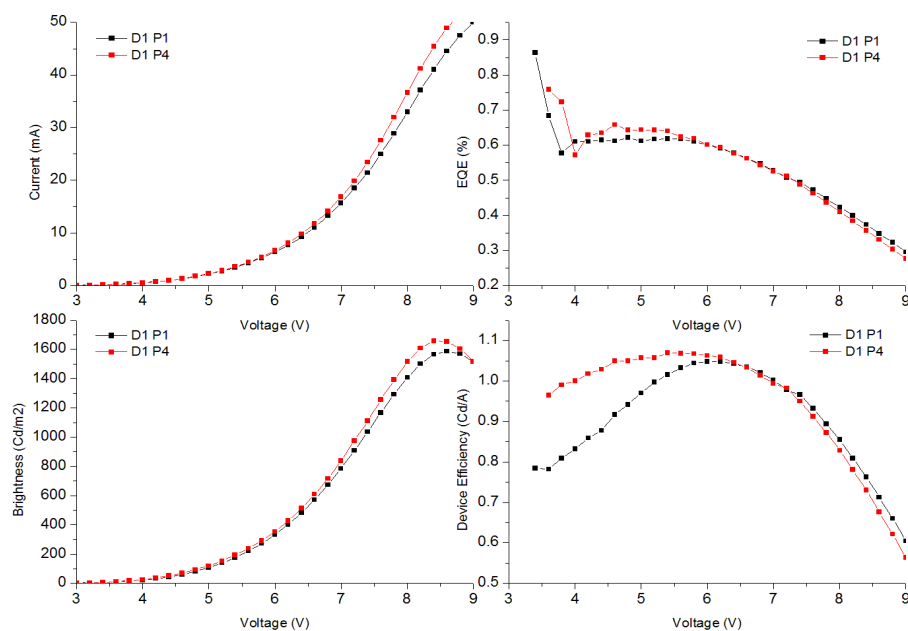 50
40
30
20
10
0
Current (mA)
D1 P1
D1 P4
3 4 5 6 7 8 9
Voltage (V)
0.9
0.8
0.7
0.6
0.5
0.4
0.3
0.2
EQE (%)
D1 P1
D1 P4
3 4 5 6 7 8 9
Voltage (V)
1800
1600
1400
1200
1000
800
600
400
200
0
Brightness (Cd/m2)
D1 P1
D1 P4
3 4 5 6 7 8 9
Voltage (V)
1.1
1.0
0.9
0.8
0.7
0.6
0.5
Device Efficiency (Cd/A)
D1 P1
D1 P4
3 4 5 6 7 8 9
Voltage (V)